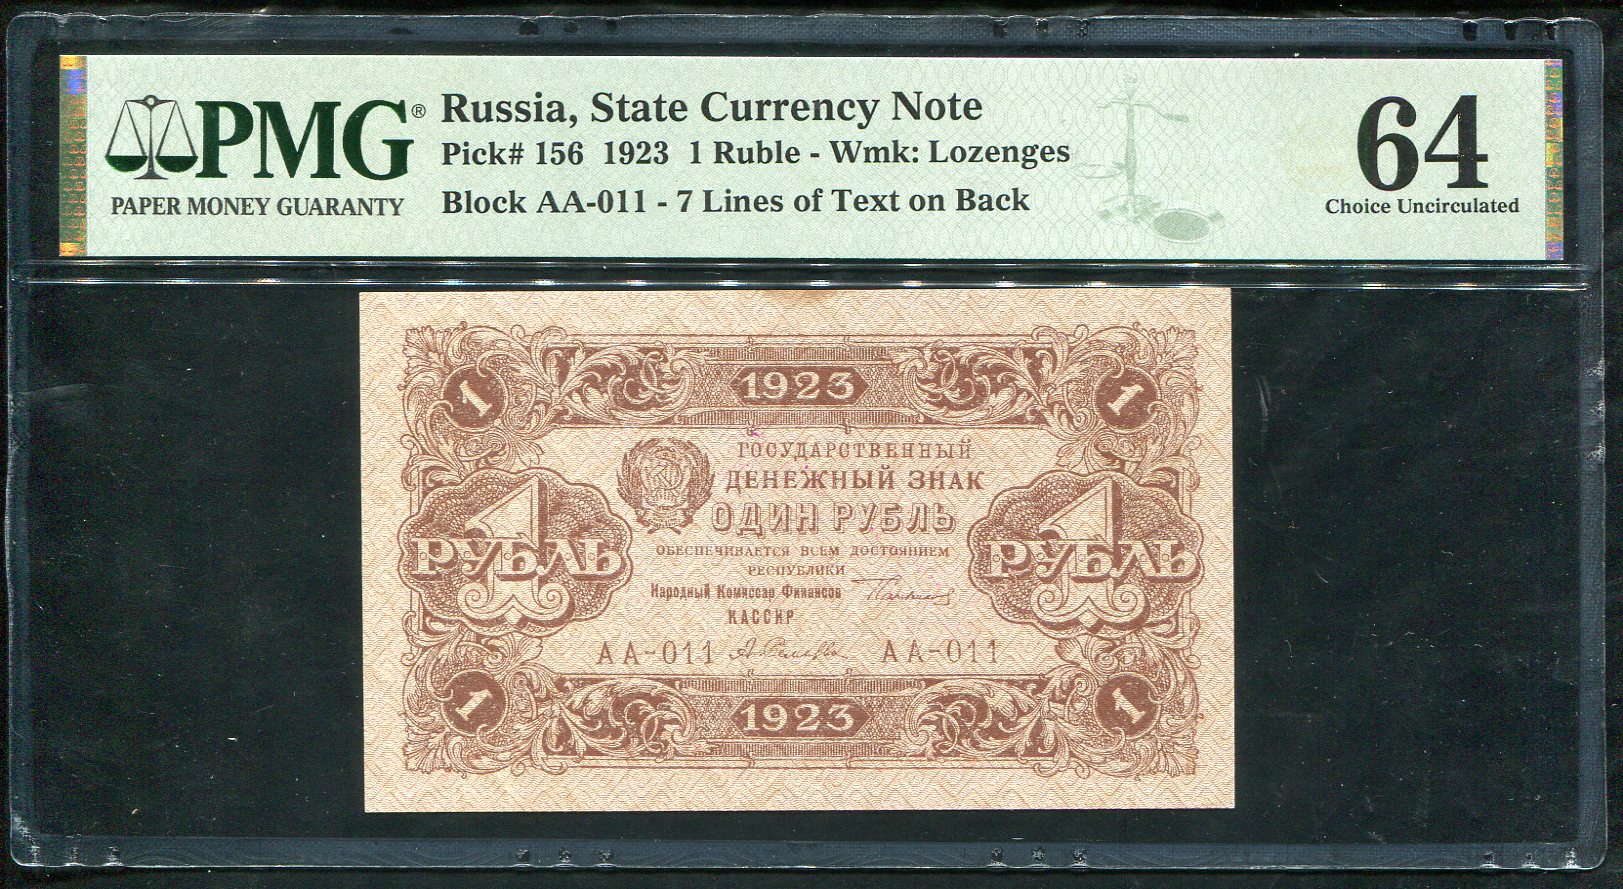 PMG®
PAPER MONEY GUARANTY
Russia, State Currency Note
Pick# 156 1923 1 Ruble - Wmk: Lozenges
Block AA-011 - 7 Lines of Text on Back
64
Choice Uncirculated
1 1923 1
ГОСУДАРСТВЕННЫЙ
ДЕНЕЖНЫЙ ЗНАК
ОДИН РУБЛЬ
1 РУБЛЬ
1 РУБЛЬ
ОБЕСПЕЧИВАЕТСЯ ВСЕМ ДОСТОЯНИЕМ
РЕСПУБЛИКИ
Народный Комиссар Финансов
КАССИР
АА-011 АА-011
1 1923 1